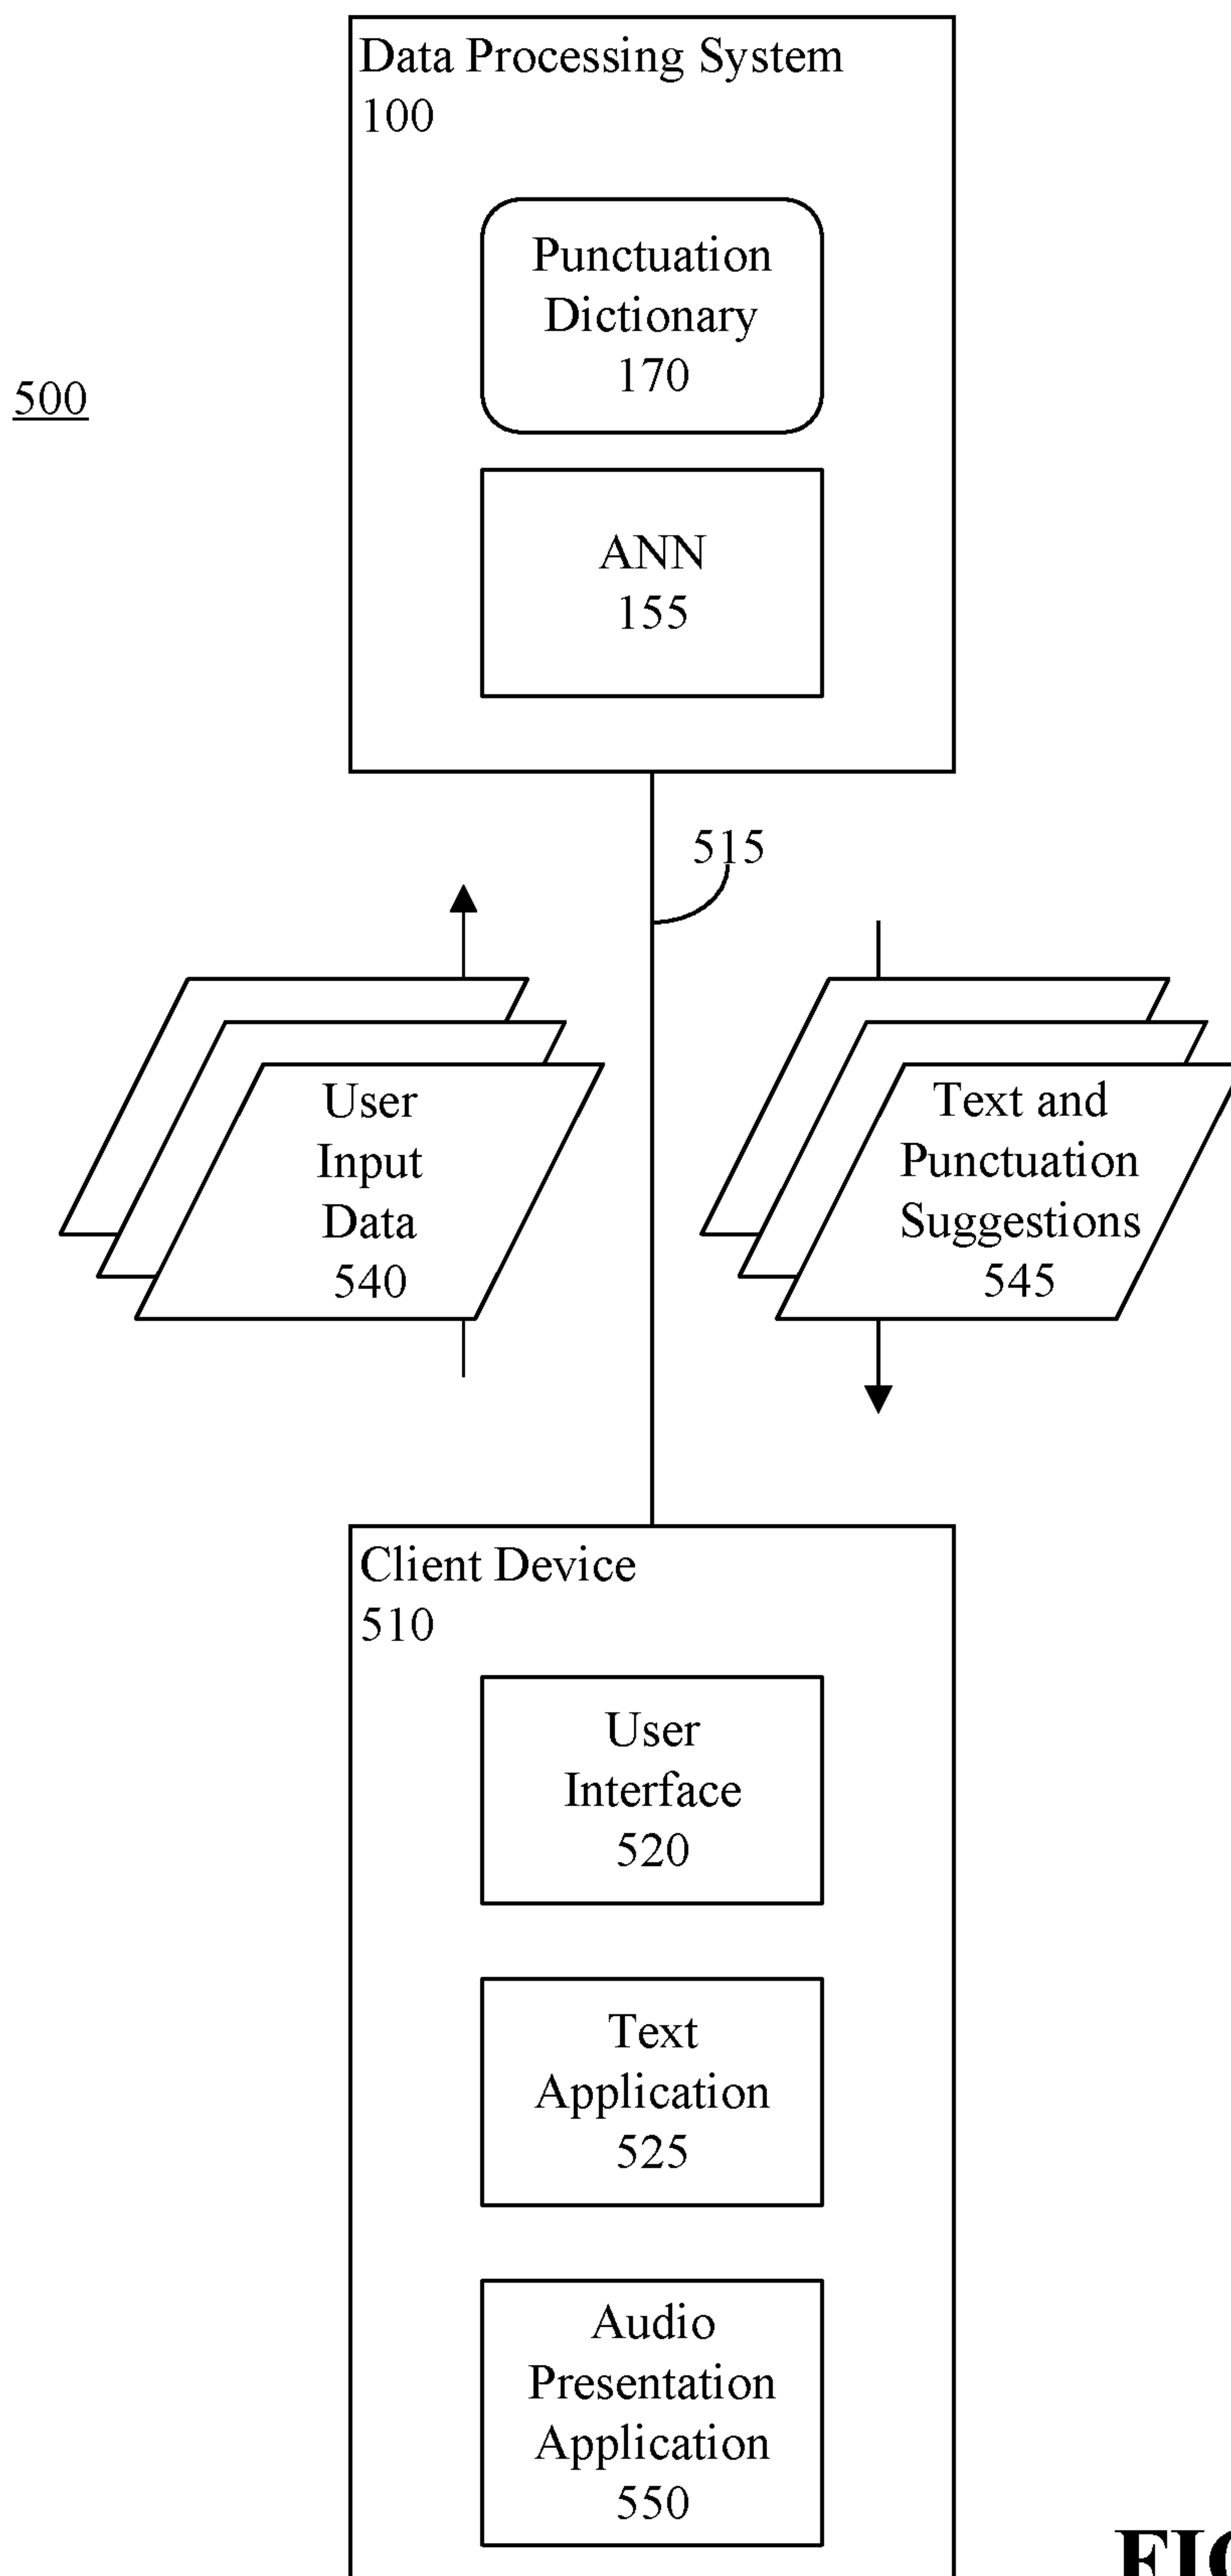 Data Processing System
100
Punctuation
Dictionary
170
500
ANN
155
515
User
Input
Data
540
Text and
Punctuation
Suggestions
545
Client Device
510
User
Interface
520
Text
Application
525
Audio
Presentation
Application
550